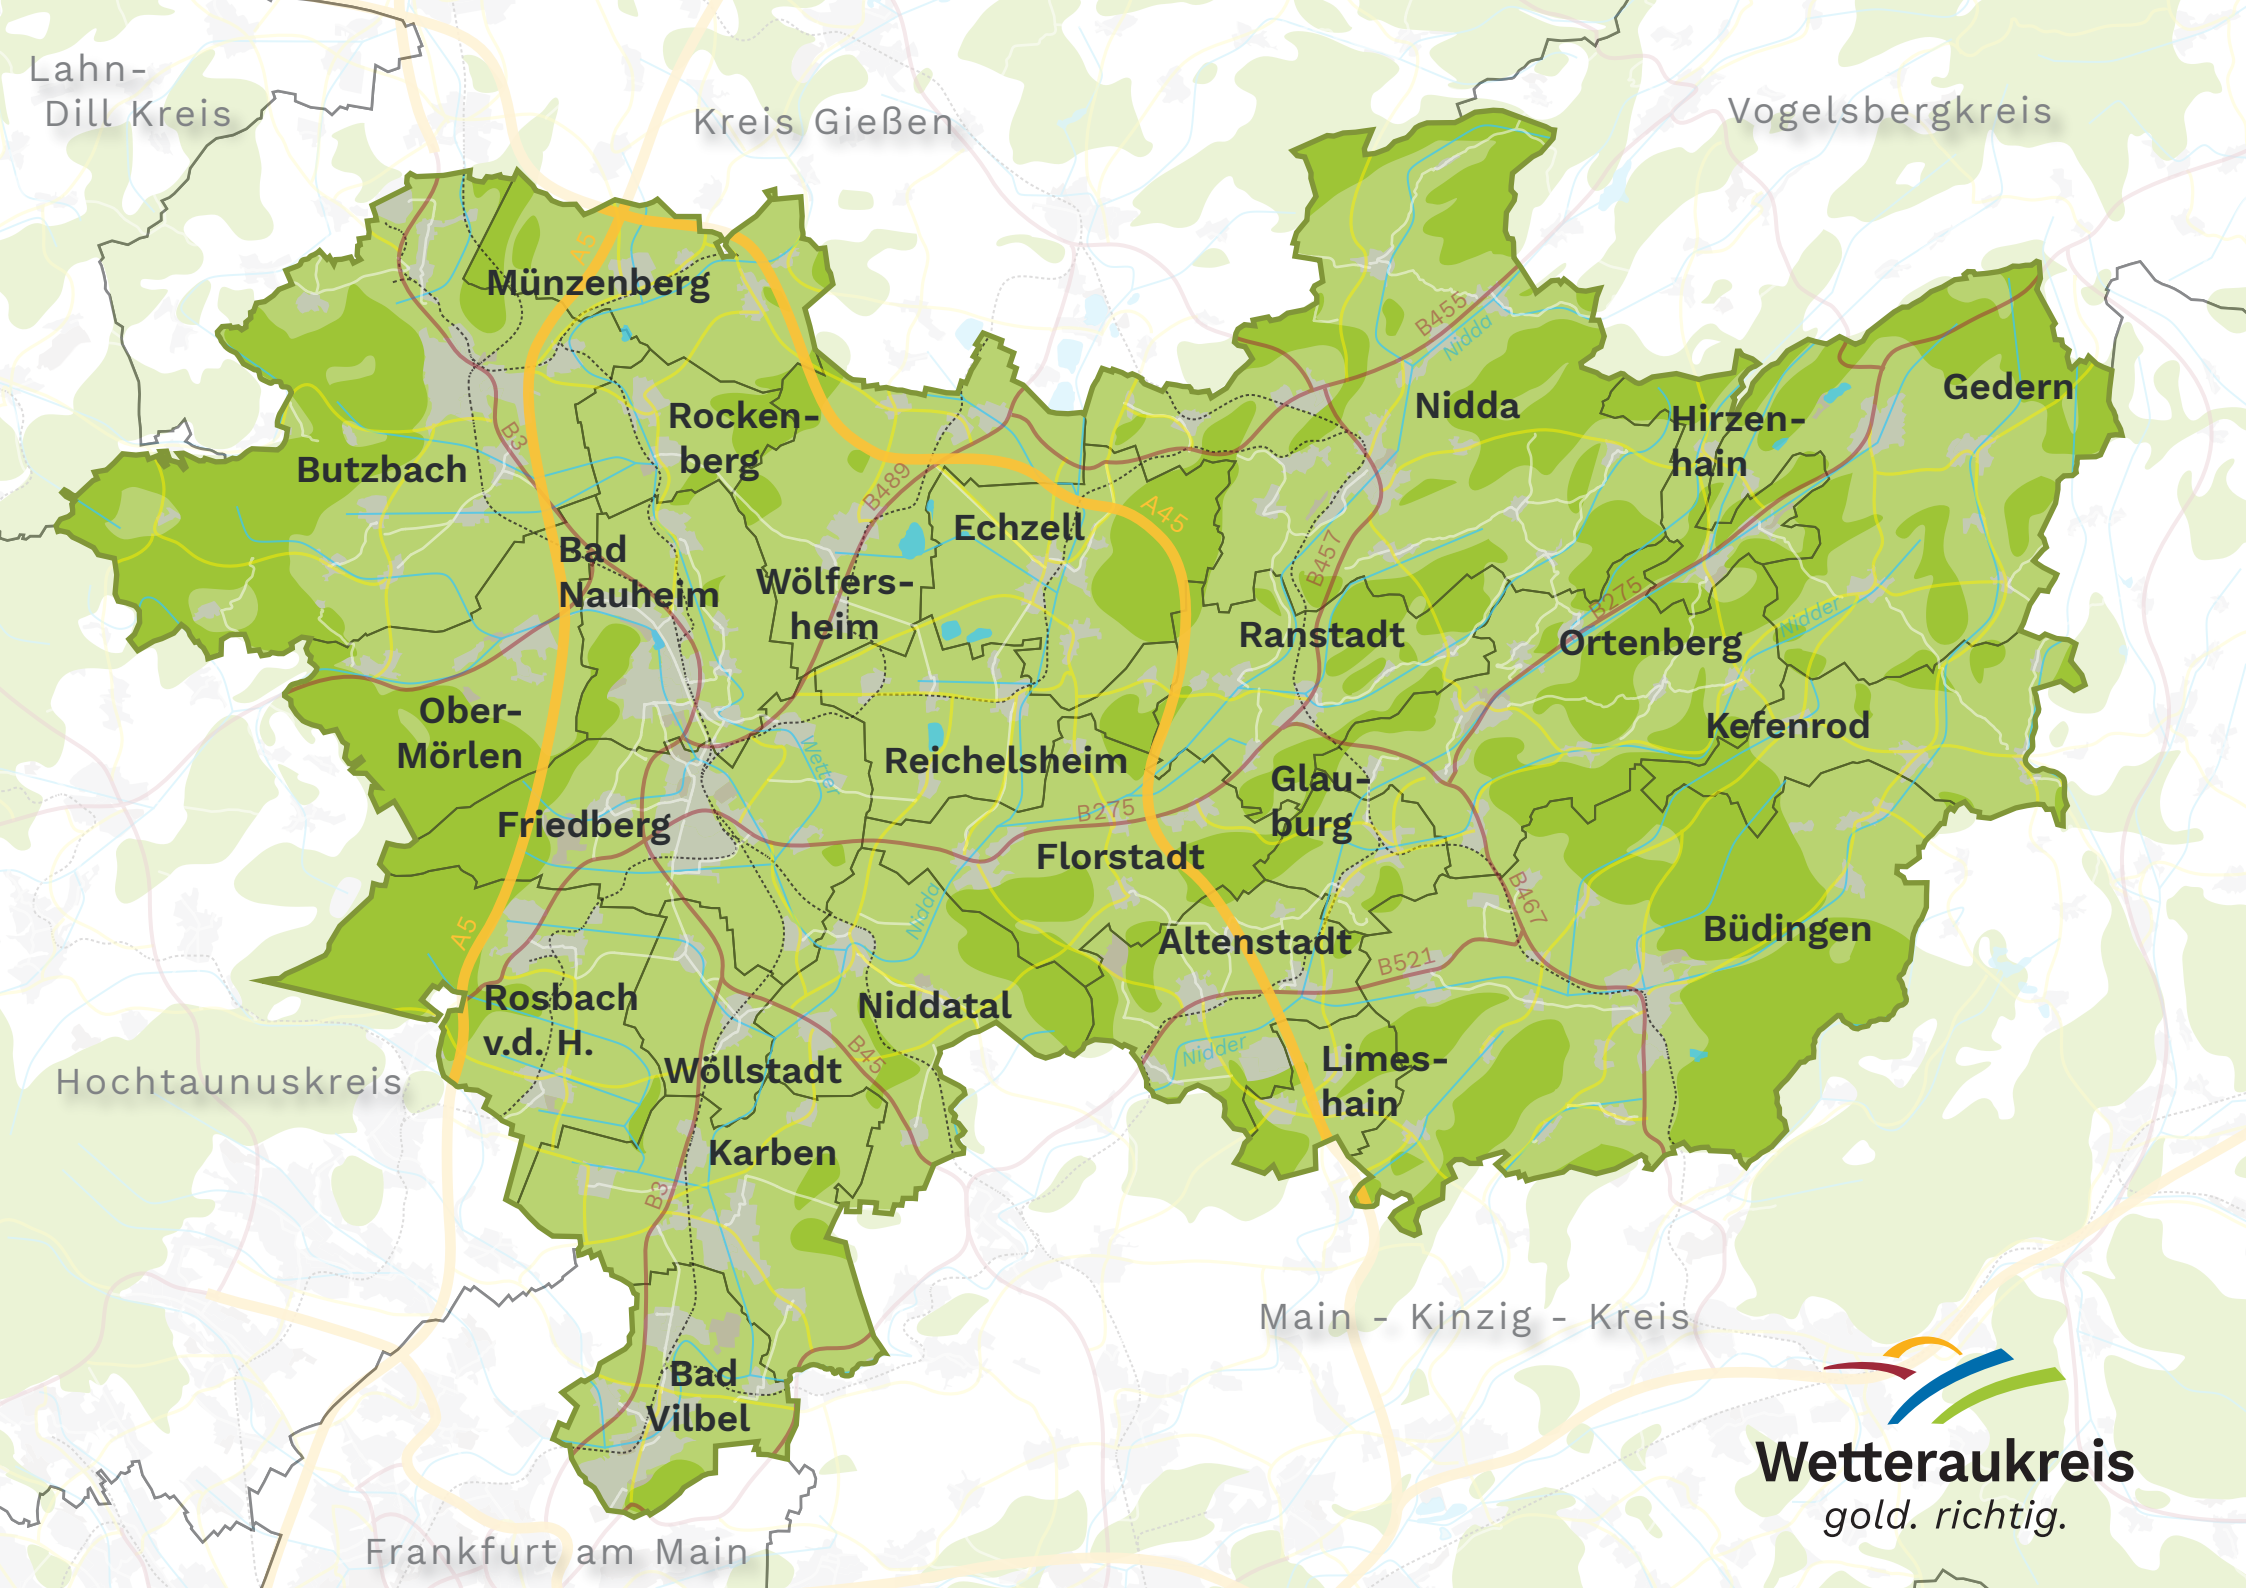 Lahn-
Dill Kreis
Kreis Gießen
Vogelsbergkreis
A5
Münzenberg
B455
Nidda
Nidda
Gedern
Hirzen-
hain
Rocken-
berg
B3
Butzbach
B489
Echzell
A45
Bad
Nauheim
Wölfers-
heim
B457
Ranstadt
B275
Ortenberg
Nidder
Ober-
Mörlen
Wetter
Reichelsheim
Kefenrod
Glau-
burg
B275
Friedberg
Florstadt
A5
Nidda
Altenstadt
B467
B521
Büdingen
Rosbach
v.d. H.
Niddatal
Wöllstadt
B45
Nidder
Limes-
hain
Hochtaunuskreis
Karben
B3
Main - Kinzig - Kreis
Bad
Vilbel
Frankfurt am Main
Wetteraukreis
gold. richtig.